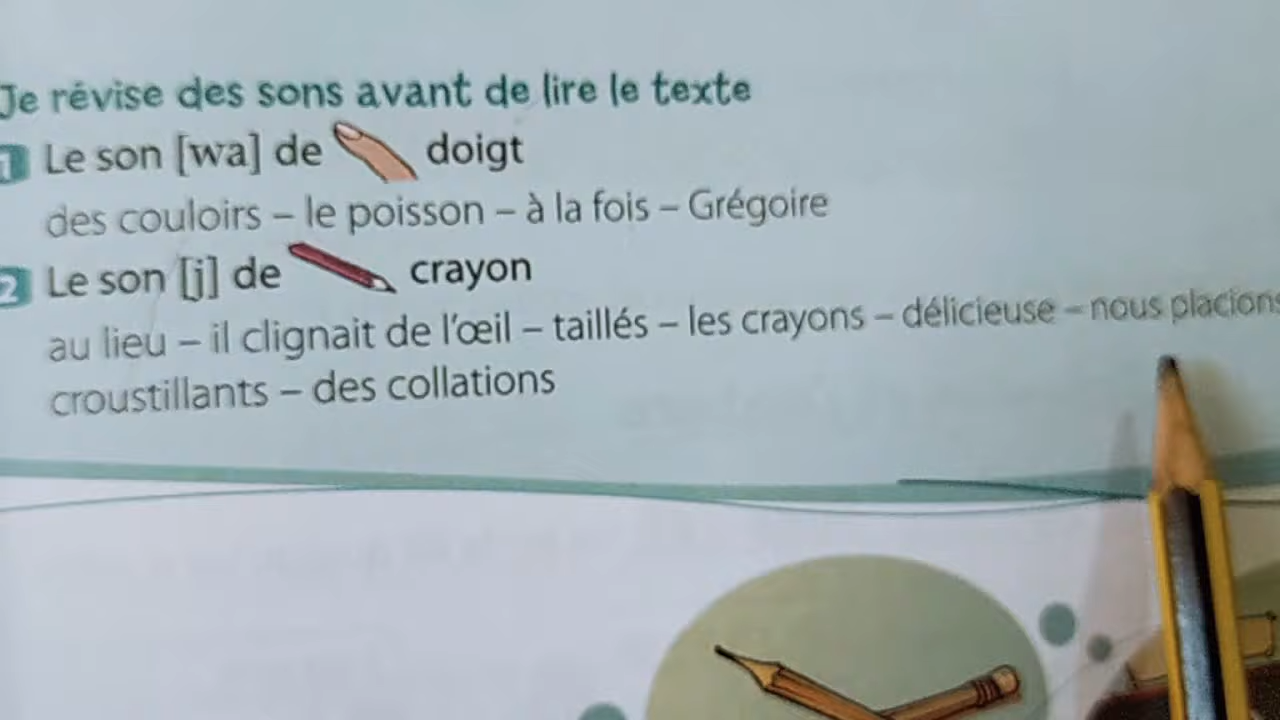 Je révise des sons avant de lire le texte
1 Le son [wa] de doigt
des couloirs – le poisson – à la fois – Grégoire
2 Le son [j] de crayon
au lieu – il clignait de l'œil – taillés – les crayons – délicieuse – nous placions
croustillants – des collations